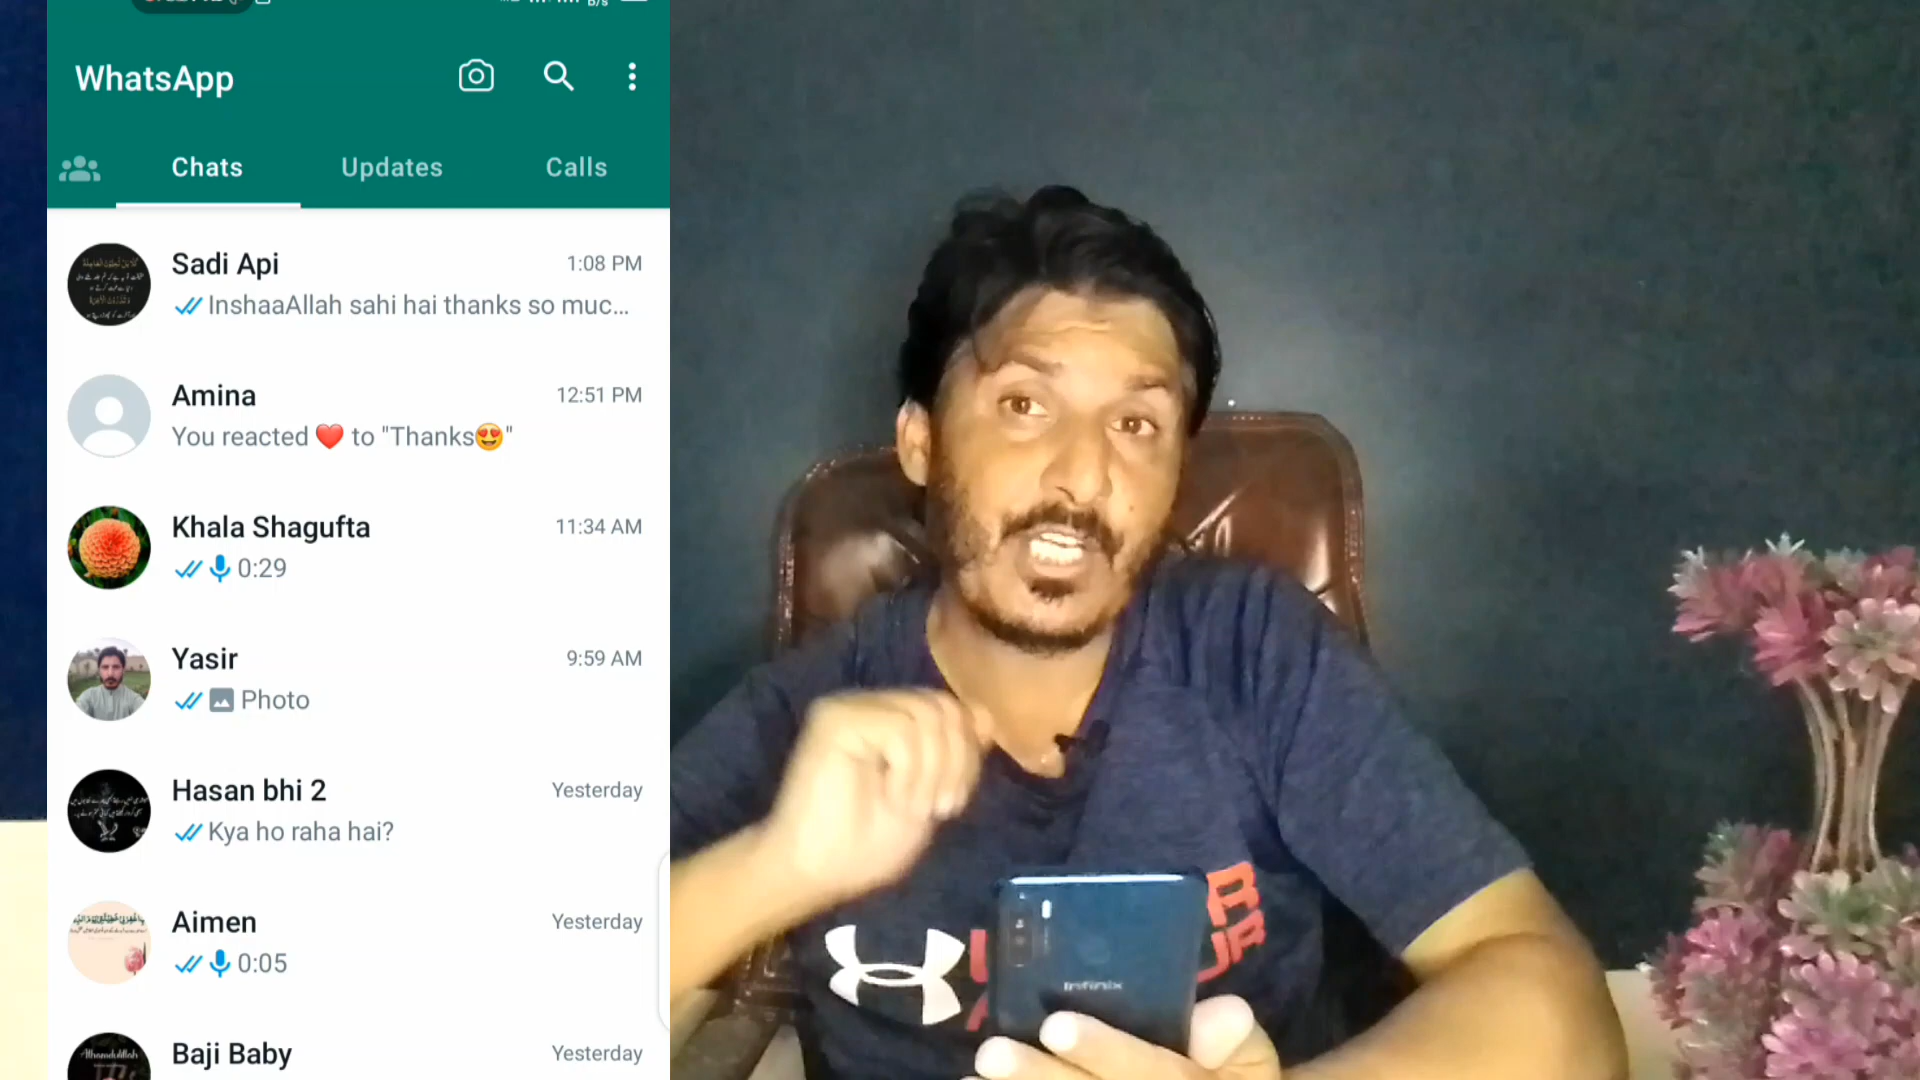 WhatsApp
Chats
Updates
Calls
Sadi Api
1:08 PM
InshaaAllah sahi hai thanks so muc...
Amina
12:51 PM
You reacted ❤️ to "Thanks😍"
Khala Shagufta
11:34 AM
0:29
Yasir
9:59 AM
Photo
Hasan bhi 2
Yesterday
Kya ho raha hai?
Aimen
Yesterday
0:05
Baji Baby
Yesterday
Infinix